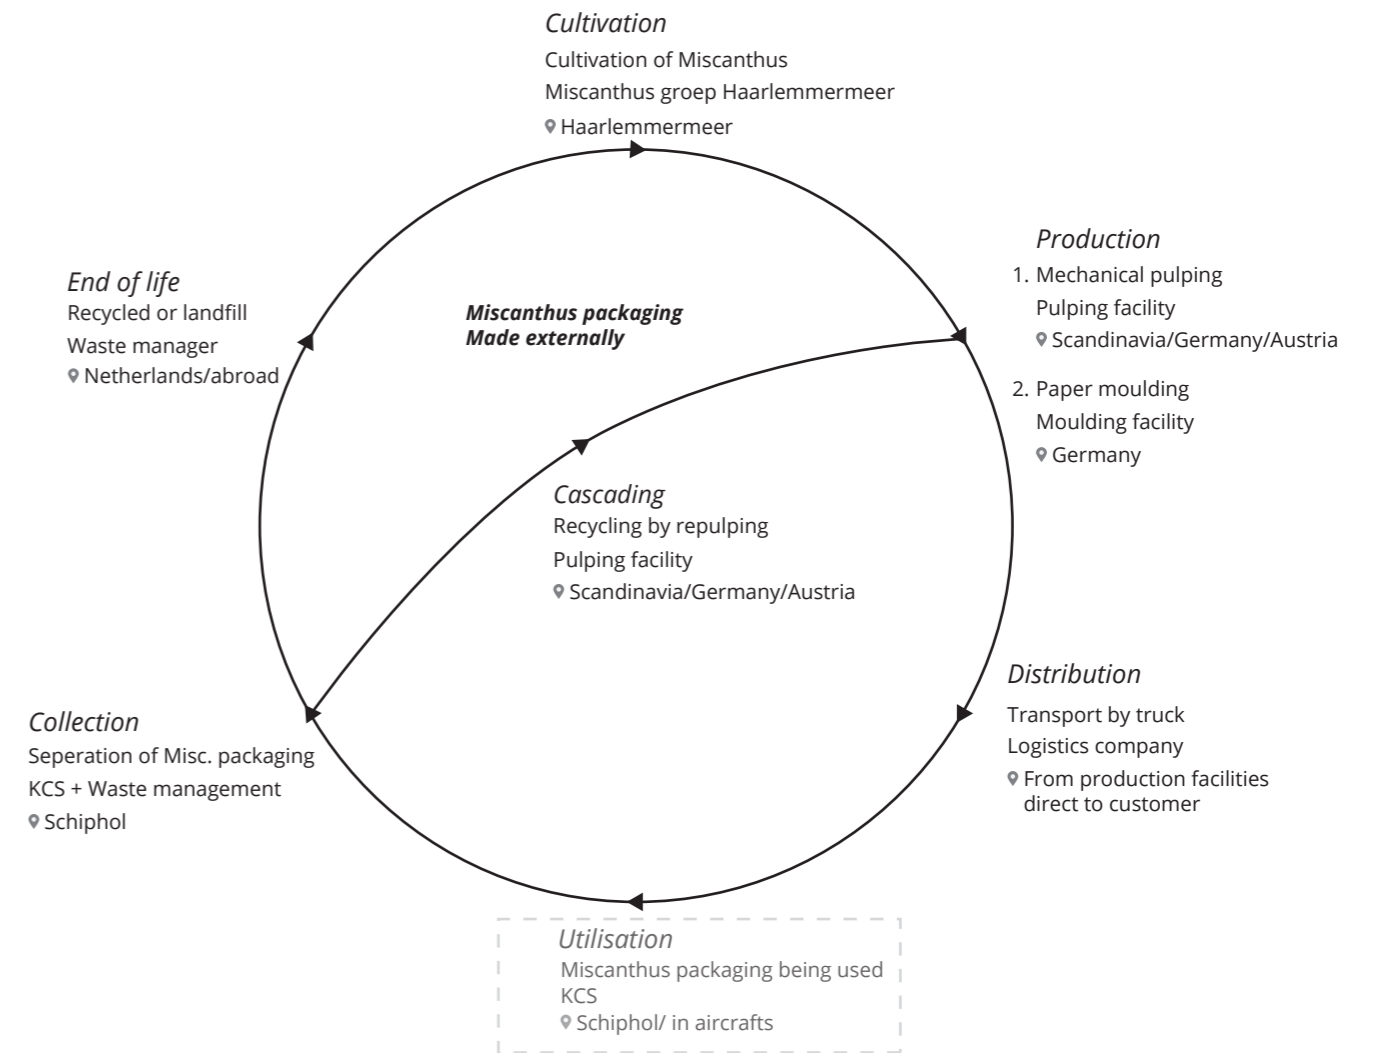 Cultivation
Cultivation of Miscanthus
Miscanthus groep Haarlemmermeer
Haarlemmermeer
Production
1. Mechanical pulping
Pulping facility
Scandinavia/Germany/Austria
2. Paper moulding
Moulding facility
Germany
End of life
Recycled or landfill
Waste manager
Netherlands/abroad
Miscanthus packaging
Made externally
Cascading
Recycling by repulping
Pulping facility
Scandinavia/Germany/Austria
Distribution
Transport by truck
Logistics company
From production facilities
direct to customer
Collection
Seperation of Misc. packaging
KCS + Waste management
Schiphol
Utilisation
Miscanthus packaging being used
KCS
Schiphol/ in aircrafts